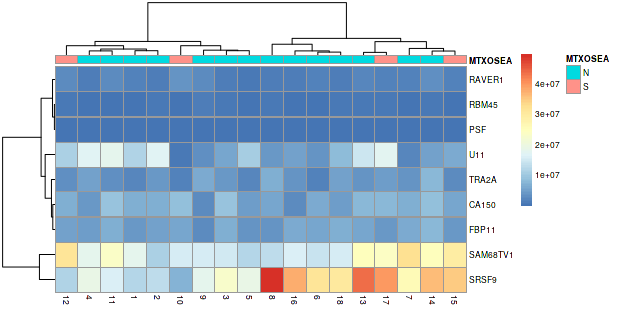 MTXOSEA
MTXOSEA
N
S
4e+07
3e+07
2e+07
1e+07
RAVER1
RBM45
PSF
U11
TRA2A
CA150
FBP11
SAM68TV1
SRSF9
12 4 11 1 2 10 9 3 5 8 16 6 18 13 17 7 14 15